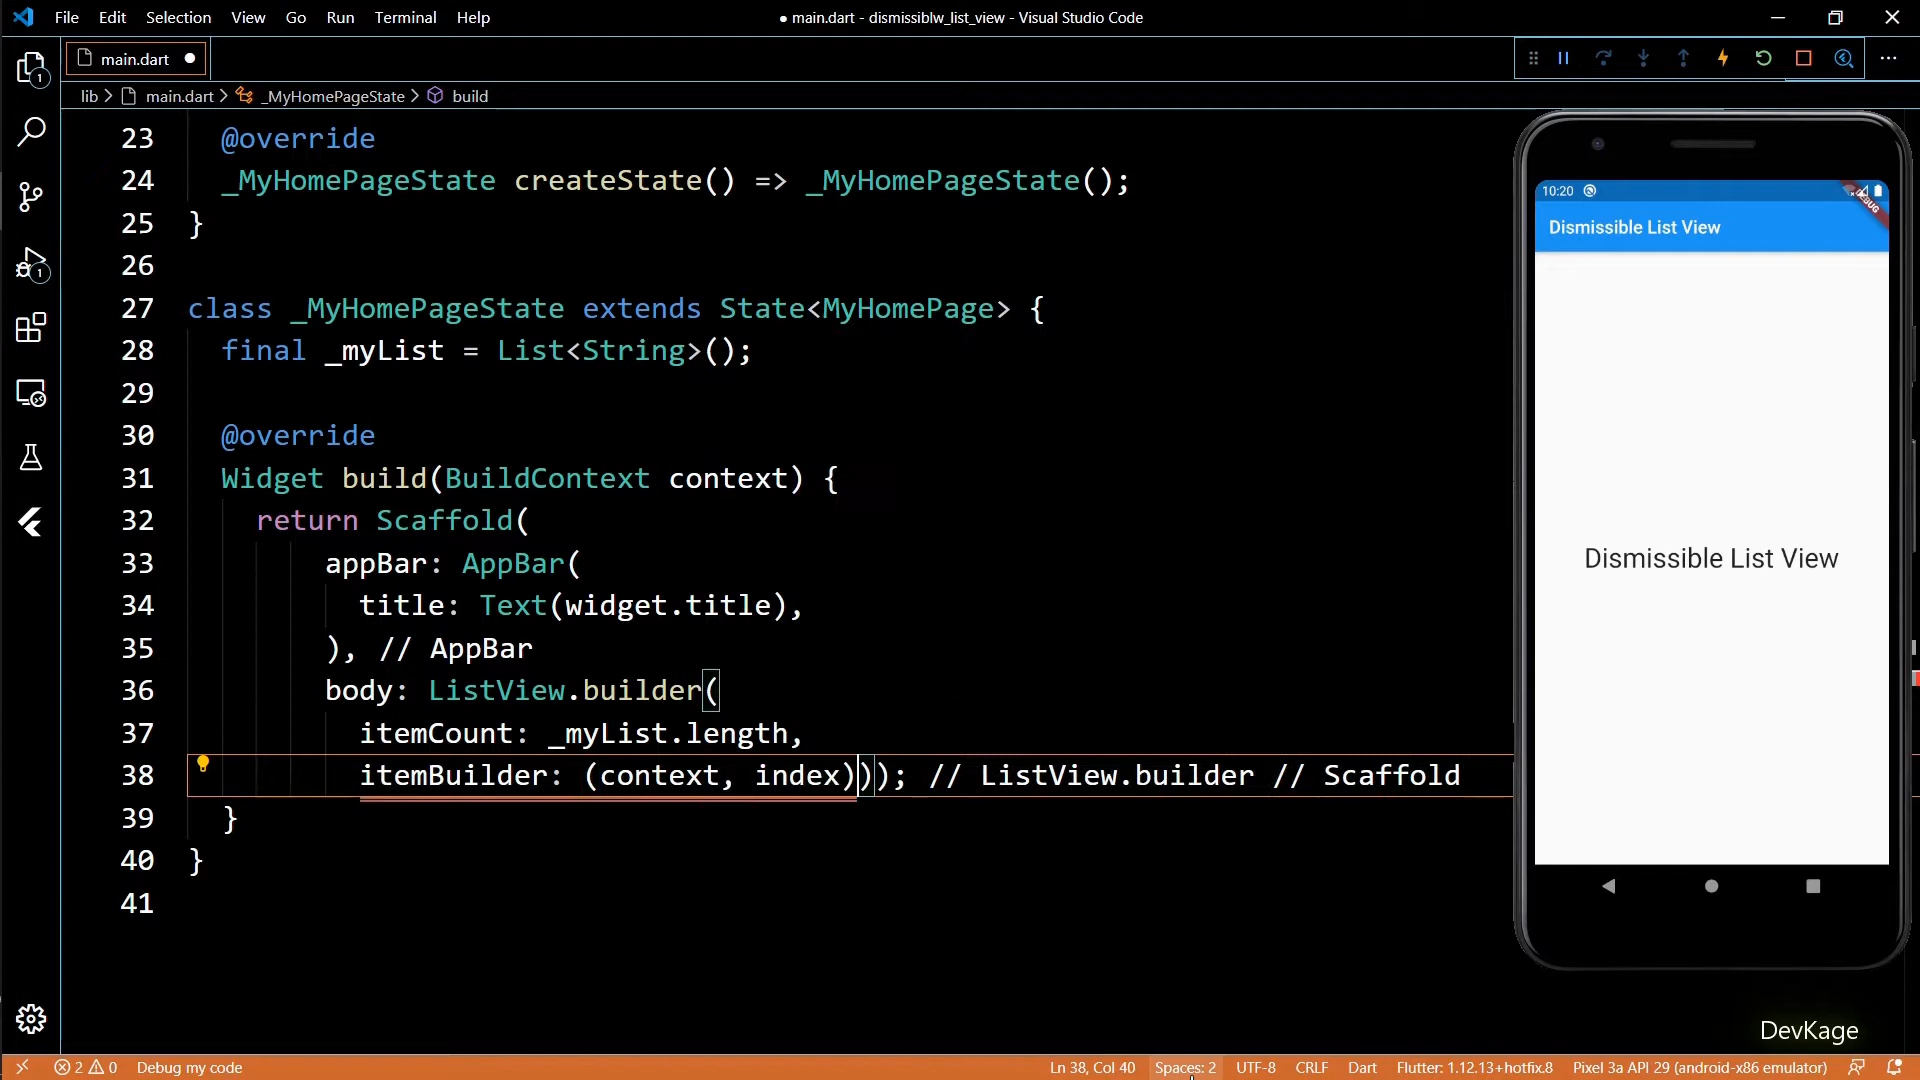 File Edit Selection View Go Run Terminal Help
● main.dart - dismissiblw_list_view - Visual Studio Code
main.dart
lib > main.dart > _MyHomePageState > build
23 @override
24 _MyHomePageState createState() => _MyHomePageState();
25 }
26
27 class _MyHomePageState extends State<MyHomePage> {
28 final _myList = List<String>();
29
30 @override
31 Widget build(BuildContext context) {
32 return Scaffold(
33 appBar: AppBar(
34 title: Text(widget.title),
35 ), // AppBar
36 body: ListView.builder(
37 itemCount: _myList.length,
38 itemBuilder: (context, index))); // ListView.builder // Scaffold
39 }
40 }
41
1
1
10:20
DEBUG
Dismissible List View
Dismissible List View
DevKage
2 0 Debug my code
Ln 38, Col 40 Spaces: 2 UTF-8 CRLF Dart Flutter: 1.12.13+hotfix.8 Pixel 3a API 29 (android-x86 emulator)